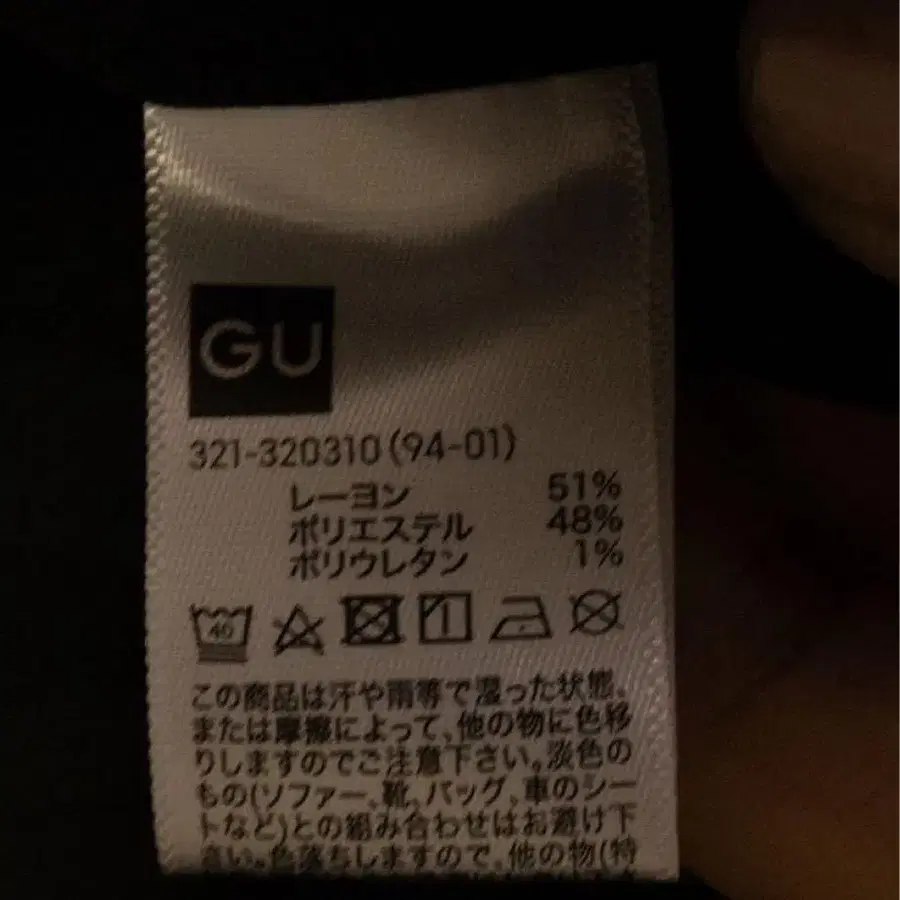 GU
321-320310(94-01)
レーヨン 51%
ポリエステル 48%
ポリウレタン 1%
40
この商品は汗や雨等で湿った状態、
または摩擦によって、他の物に色移
りしますのでご注意下さい。淡色の
もの(ソファー、靴、バッグ、車のシー
トなど)との組み合わせはお避け下
さい。色落ちしますので、他の物(特